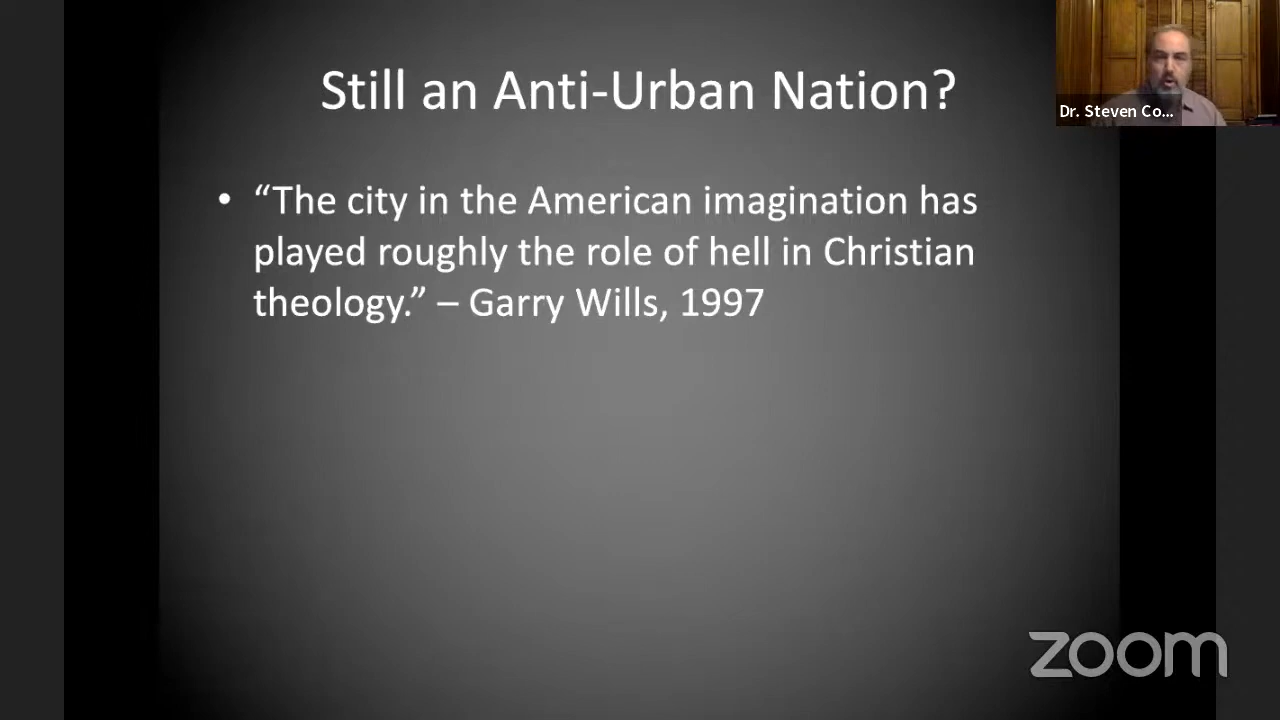 Still an Anti-Urban Nation?
Dr. Steven Co...
• “The city in the American imagination has
played roughly the role of hell in Christian
theology.” – Garry Wills, 1997
zoom